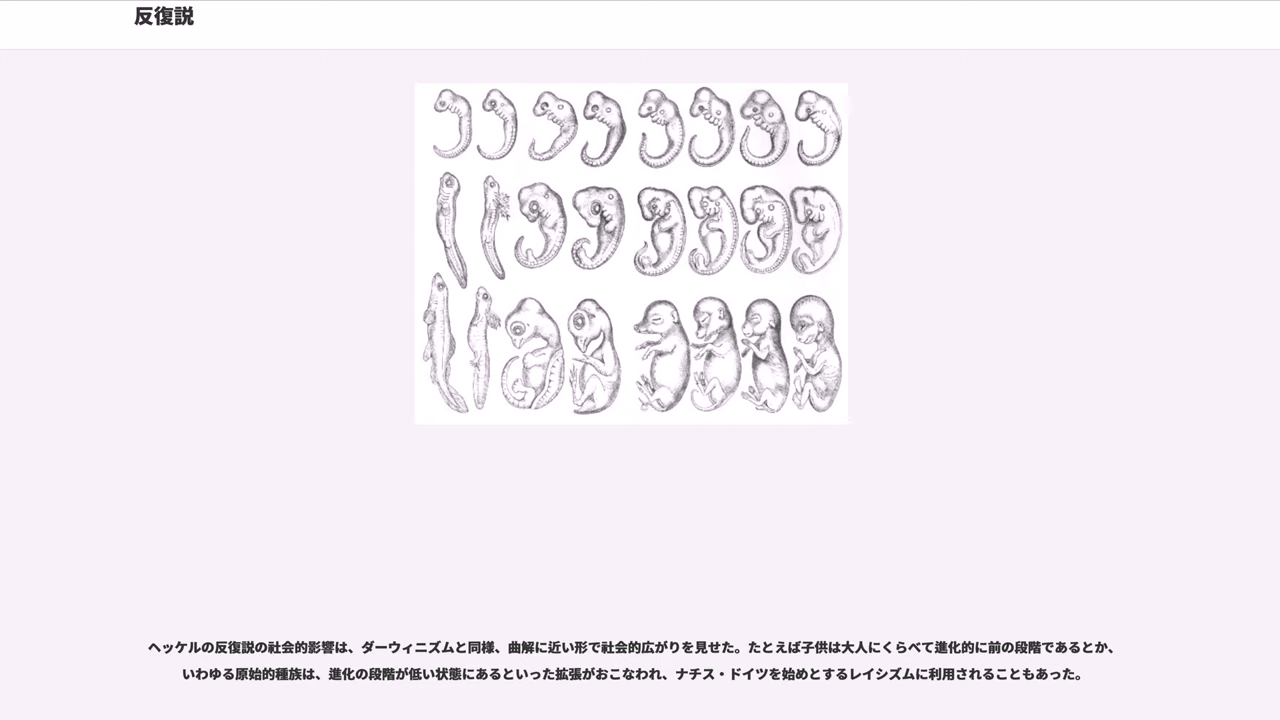 反復説
ヘッケルの反復説の社会的影響は、ダーウィニズムと同様、曲解に近い形で社会的広がりを見せた。たとえば子供は大人にくらべて進化的に前の段階であるとか、
いわゆる原始的種族は、進化の段階が低い状態にあるといった拡張がおこなわれ、ナチス・ドイツを始めとするレイシズムに利用されることもあった。